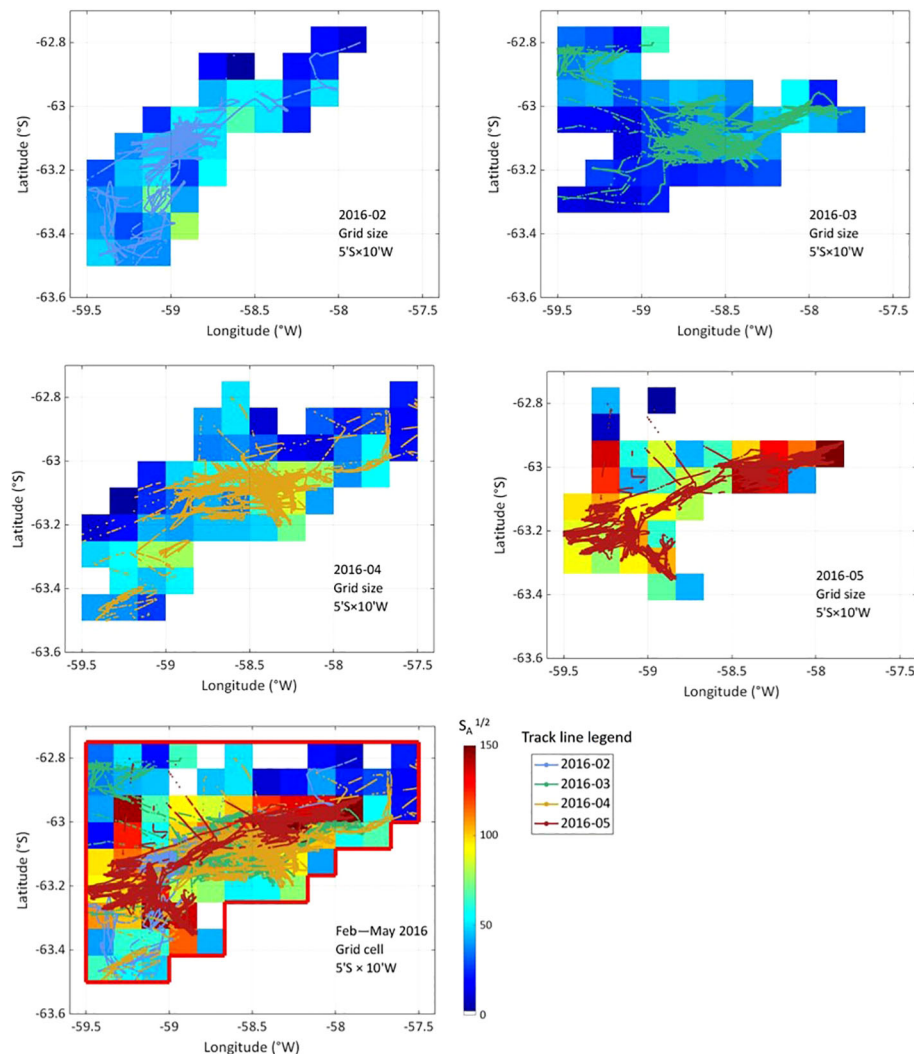 -62.8
-63
-63.2
-63.4
-63.6
Latitude (°S)
2016-02
Grid size
5'S×10'W
-59.5 -59 -58.5 -58 -57.5
Longitude (°W)
-62.8
-63
-63.2
-63.4
-63.6
Latitude (°S)
2016-03
Grid size
5'S×10'W
-59.5 -59 -58.5 -58 -57.5
Longitude (°W)
-62.8
-63
-63.2
-63.4
-63.6
Latitude (°S)
2016-04
Grid size
5'S×10'W
-59.5 -59 -58.5 -58 -57.5
Longitude (°W)
-62.8
-63
-63.2
-63.4
-63.6
Latitude (°S)
2016-05
Grid size
5'S×10'W
-59.5 -59 -58.5 -58 -57.5
Longitude (°W)
-62.8
-63
-63.2
-63.4
-63.6
Latitude (°S)
Feb—May 2016
Grid cell
5'S × 10'W
-59.5 -59 -58.5 -58 -57.5
Longitude (°W)
S_A^1/2
150
100
50
0
Track line legend
2016-02
2016-03
2016-04
2016-05